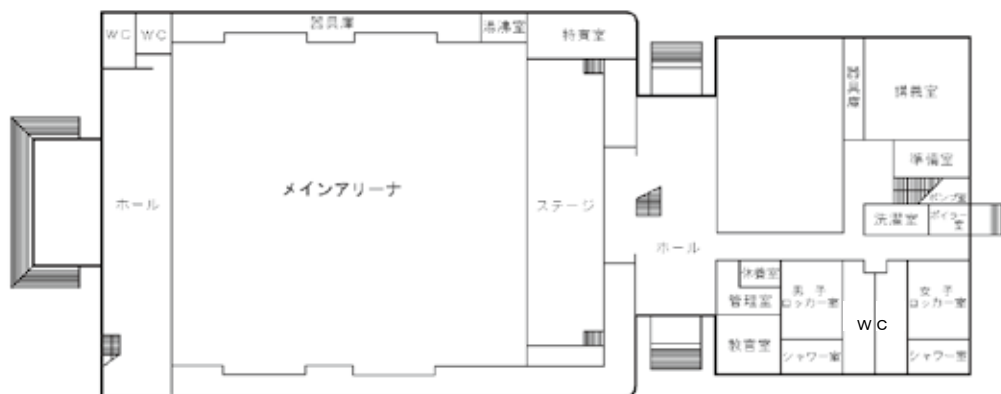 WC
WC
器具庫
湯沸室
特賓室
器具庫
講義室
準備室
ポンプ室
洗濯室
ボイラー
室
メインアリーナ
ホール
ステージ
ホール
休養室
管理室
教官室
男 子
ロッカー室
シャワー室
WC
女 子
ロッカー室
シャワー室